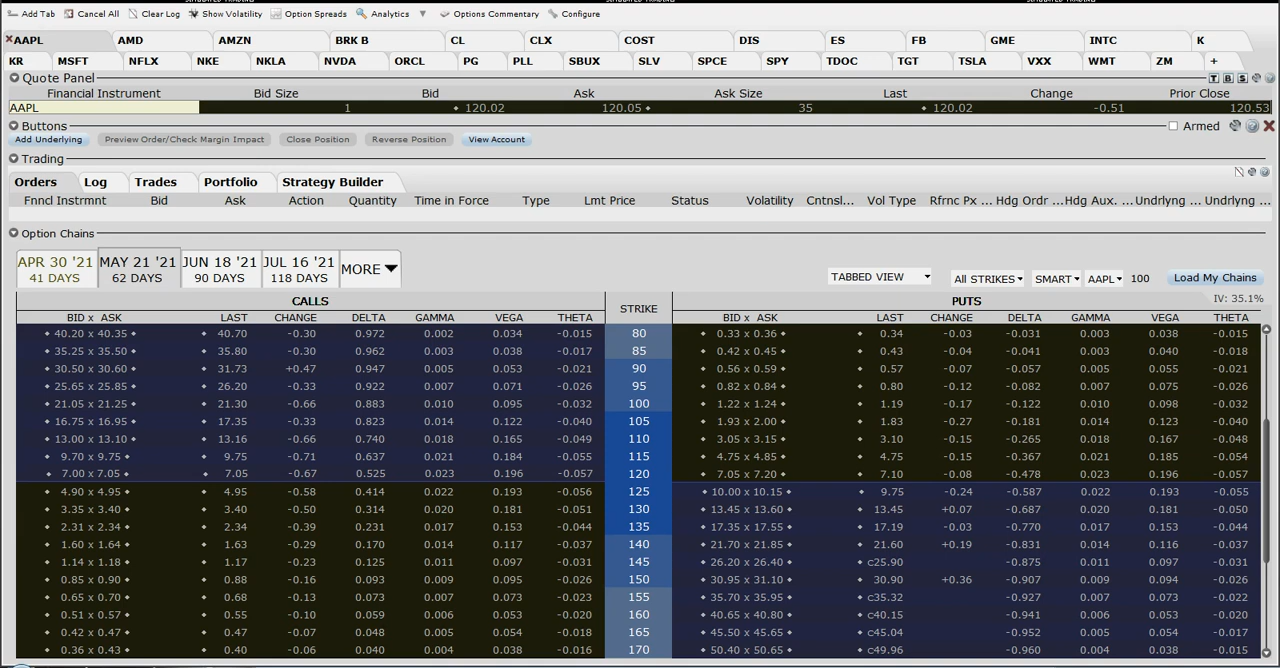 Add Tab Cancel All Clear Log Show Volatility Option Spreads Analytics Options Commentary Configure
AAPL AMD AMZN BRK B CL CLX COST DIS ES FB GME INTC K
KR MSFT NFLX NKE NKLA NVDA ORCL PG PLL SBUX SLV SPCE SPY TDOC TGT TSLA VXX WMT ZM +
Quote Panel T B S
Financial Instrument Bid Size Bid Ask Ask Size Last Change Prior Close
AAPL 1 120.02 120.05 35 120.02 -0.51 120.53
Buttons Armed
Add Underlying Preview Order/Check Margin Impact Close Position Reverse Position View Account
Trading
Orders Log Trades Portfolio Strategy Builder
Fnncl Instrmnt Bid Ask Action Quantity Time in Force Type Lmt Price Status Volatility Cntnsl... Vol Type Rfrnc Px ... Hdg Ordr ... Hdg Aux. ... Undrlyng ... Undrlyng ...
Option Chains
APR 30 '21 MAY 21 '21 JUN 18 '21 JUL 16 '21 MORE
41 DAYS 62 DAYS 90 DAYS 118 DAYS
TABBED VIEW All STRIKES SMART AAPL 100 Load My Chains
CALLS STRIKE PUTS IV: 35.1%
BID x ASK LAST CHANGE DELTA GAMMA VEGA THETA BID x ASK LAST CHANGE DELTA GAMMA VEGA THETA
40.20 x 40.35 40.70 -0.30 0.972 0.002 0.034 -0.015 80 0.33 x 0.36 0.34 -0.03 -0.031 0.003 0.038 -0.015
35.25 x 35.50 35.80 -0.30 0.962 0.003 0.038 -0.017 85 0.42 x 0.45 0.43 -0.04 -0.041 0.003 0.040 -0.018
30.50 x 30.60 31.73 +0.47 0.947 0.005 0.053 -0.021 90 0.56 x 0.59 0.57 -0.07 -0.057 0.005 0.055 -0.021
25.65 x 25.85 26.20 -0.33 0.922 0.007 0.071 -0.026 95 0.82 x 0.84 0.80 -0.12 -0.082 0.007 0.075 -0.026
21.05 x 21.25 21.30 -0.66 0.883 0.010 0.095 -0.032 100 1.22 x 1.24 1.19 -0.17 -0.122 0.010 0.098 -0.032
16.75 x 16.95 17.35 -0.33 0.823 0.014 0.122 -0.040 105 1.93 x 2.00 1.83 -0.27 -0.181 0.014 0.123 -0.040
13.00 x 13.10 13.16 -0.66 0.740 0.018 0.165 -0.049 110 3.05 x 3.15 3.10 -0.15 -0.265 0.018 0.167 -0.048
9.70 x 9.75 9.75 -0.71 0.637 0.021 0.184 -0.055 115 4.75 x 4.85 4.75 -0.15 -0.367 0.021 0.185 -0.054
7.00 x 7.05 7.05 -0.67 0.525 0.023 0.196 -0.057 120 7.05 x 7.20 7.10 -0.08 -0.478 0.023 0.196 -0.057
4.90 x 4.95 4.95 -0.58 0.414 0.022 0.193 -0.056 125 10.00 x 10.15 9.75 -0.24 -0.587 0.022 0.193 -0.055
3.35 x 3.40 3.40 -0.50 0.314 0.020 0.181 -0.051 130 13.45 x 13.60 13.45 +0.07 -0.687 0.020 0.181 -0.050
2.31 x 2.34 2.34 -0.39 0.231 0.017 0.153 -0.044 135 17.35 x 17.55 17.19 -0.03 -0.770 0.017 0.153 -0.044
1.60 x 1.64 1.63 -0.29 0.170 0.014 0.117 -0.037 140 21.70 x 21.85 21.60 +0.19 -0.831 0.014 0.116 -0.037
1.14 x 1.18 1.17 -0.23 0.125 0.011 0.097 -0.031 145 26.20 x 26.40 c25.90 -0.875 0.011 0.097 -0.031
0.85 x 0.90 0.88 -0.16 0.093 0.009 0.095 -0.026 150 30.95 x 31.10 30.90 +0.36 -0.907 0.009 0.094 -0.026
0.65 x 0.70 0.68 -0.13 0.073 0.007 0.073 -0.023 155 35.70 x 35.95 c35.32 -0.927 0.007 0.073 -0.022
0.51 x 0.57 0.55 -0.10 0.059 0.006 0.053 -0.020 160 40.65 x 40.80 c40.15 -0.941 0.006 0.053 -0.020
0.42 x 0.47 0.47 -0.07 0.048 0.005 0.054 -0.018 165 45.50 x 45.65 c45.04 -0.952 0.005 0.054 -0.017
0.36 x 0.43 0.40 -0.06 0.040 0.004 0.038 -0.016 170 50.40 x 50.65 c49.96 -0.960 0.004 0.038 -0.015